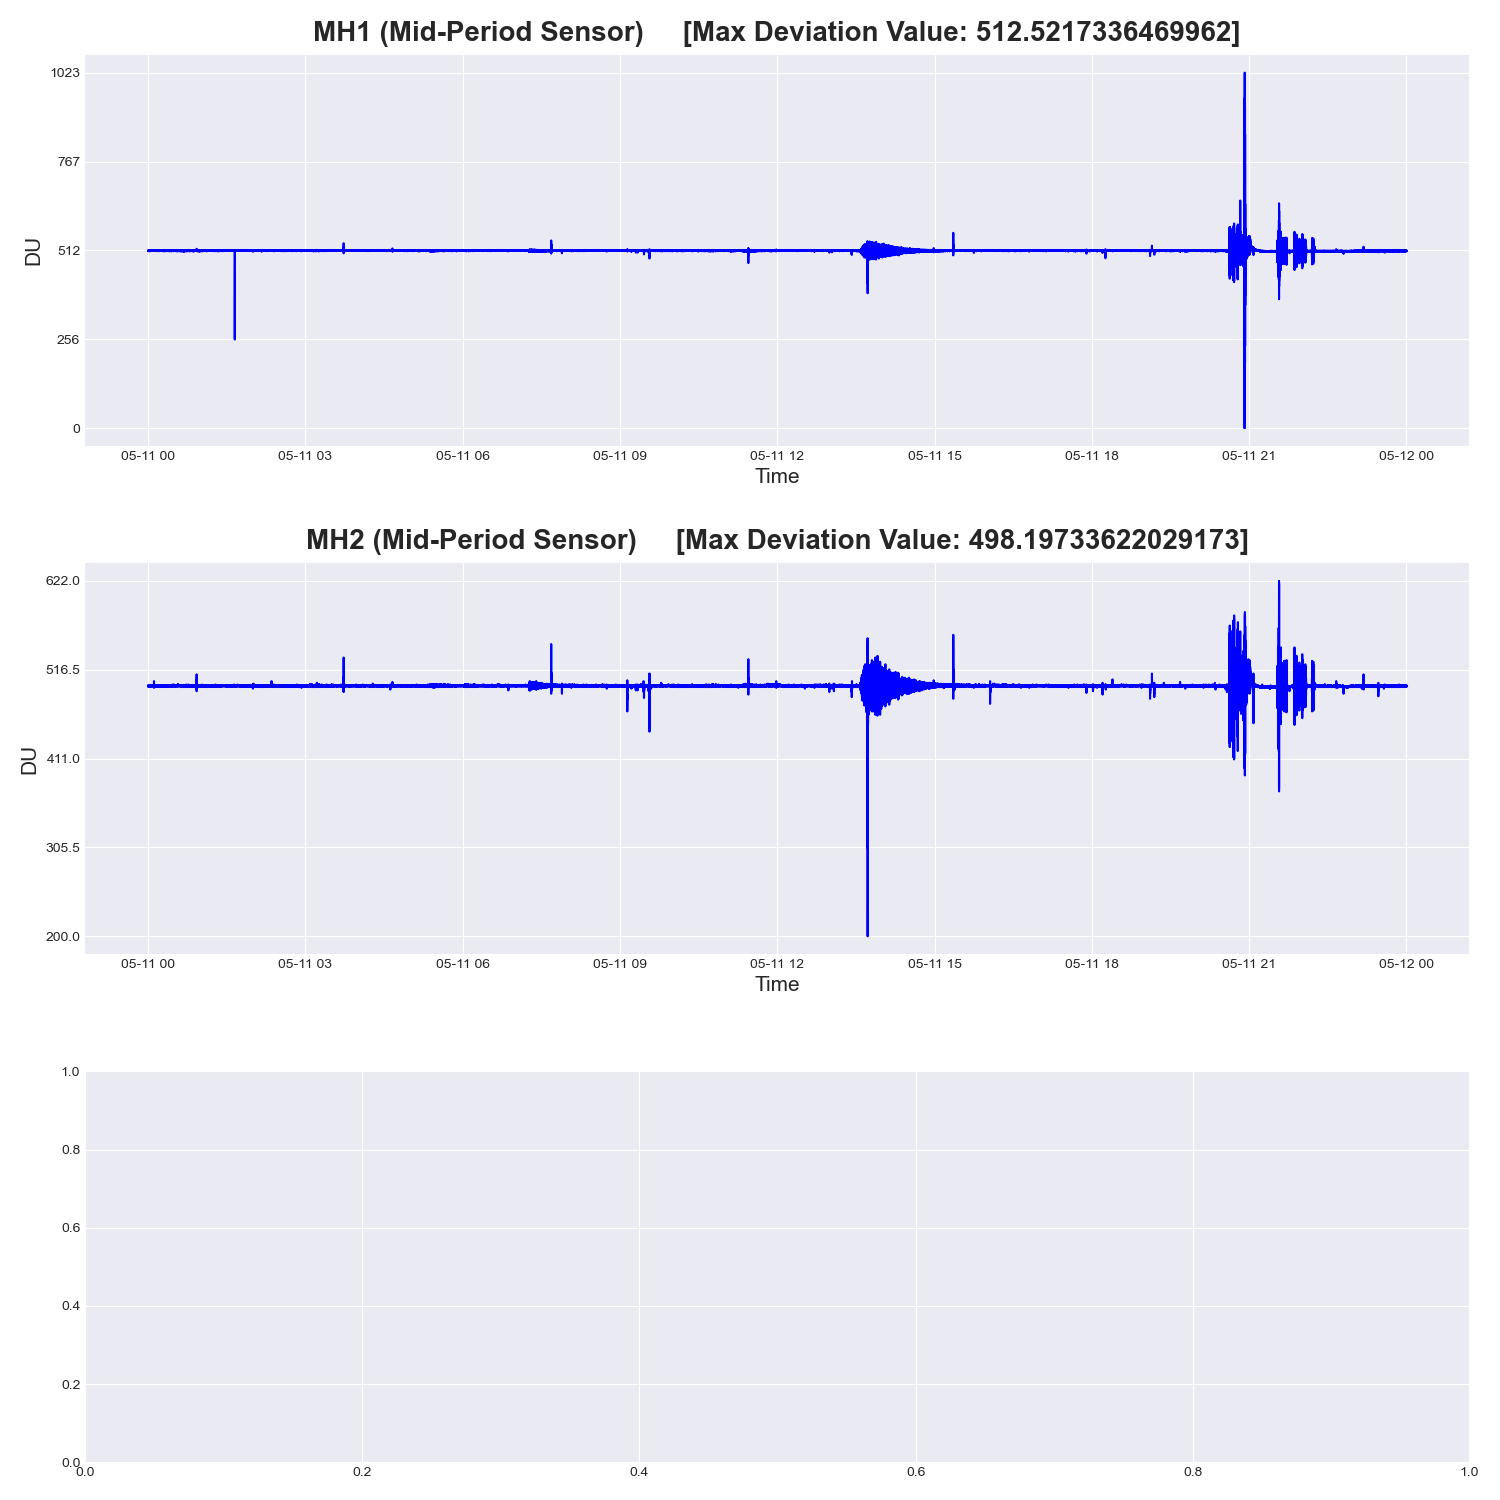 MH1 (Mid-Period Sensor) [Max Deviation Value: 512.5217336469962]
1023
767
512
256
0
DU
05-11 00 05-11 03 05-11 06 05-11 09 05-11 12 05-11 15 05-11 18 05-11 21 05-12 00
Time
MH2 (Mid-Period Sensor) [Max Deviation Value: 498.19733622029173]
622.0
516.5
411.0
305.5
200.0
DU
05-11 00 05-11 03 05-11 06 05-11 09 05-11 12 05-11 15 05-11 18 05-11 21 05-12 00
Time
1.0
0.8
0.6
0.4
0.2
0.0
0.0 0.2 0.4 0.6 0.8 1.0